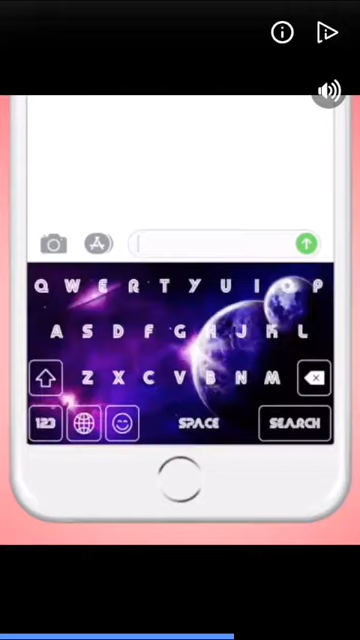 Q W E R T Y U I O P
A S D F G H J K L
Z X C V B N M
123 SPACE SEARCH